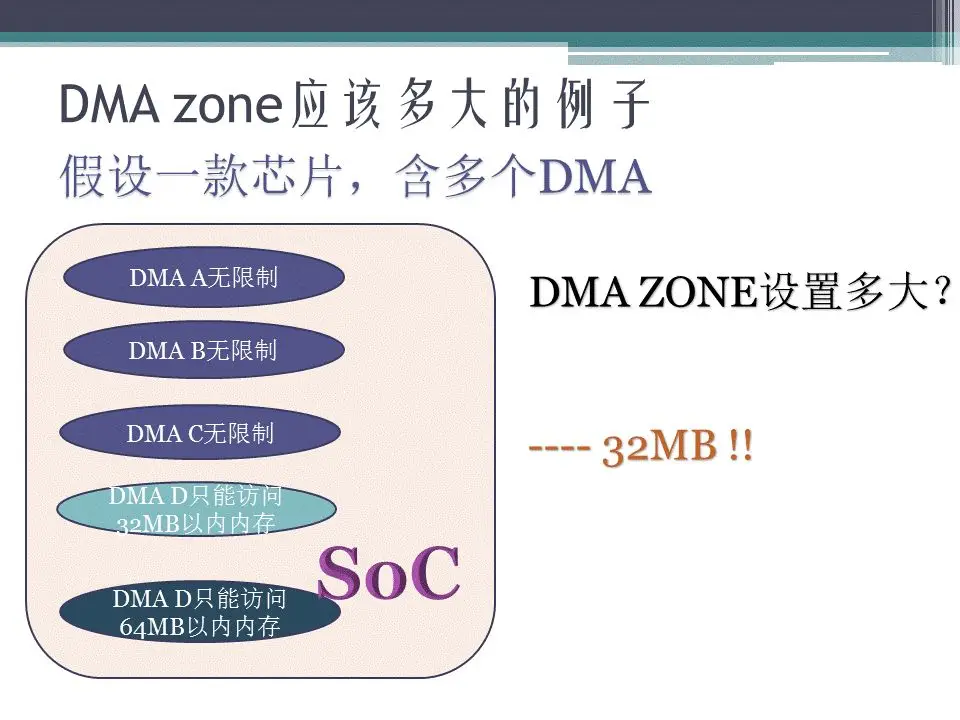 DMA zone应该多大的例子
假设一款芯片，含多个DMA
DMA A无限制
DMA B无限制
DMA C无限制
DMA D只能访问
32MB以内内存
DMA D只能访问
64MB以内内存
SoC
DMA ZONE设置多大？
---- 32MB !!